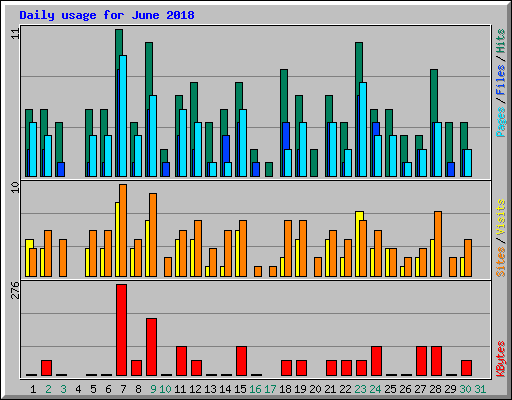 Daily usage for June 2018
11
Pages / Files / Hits
10
Sites / Visits
276
KBytes
1 2 3 4 5 6 7 8 9 10 11 12 13 14 15 16 17 18 19 20 21 22 23 24 25 26 27 28 29 30 31